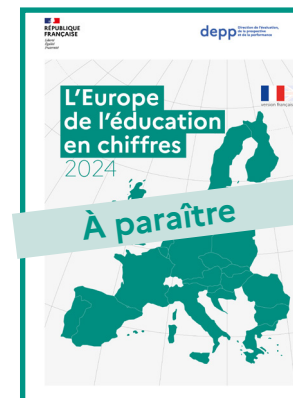 RÉPUBLIQUE
FRANÇAISE
Liberté
Égalité
Fraternité
depp
Direction de l'évaluation,
de la prospective
et de la performance
version française
L'Europe
de l'éducation
en chiffres
2024
À paraître